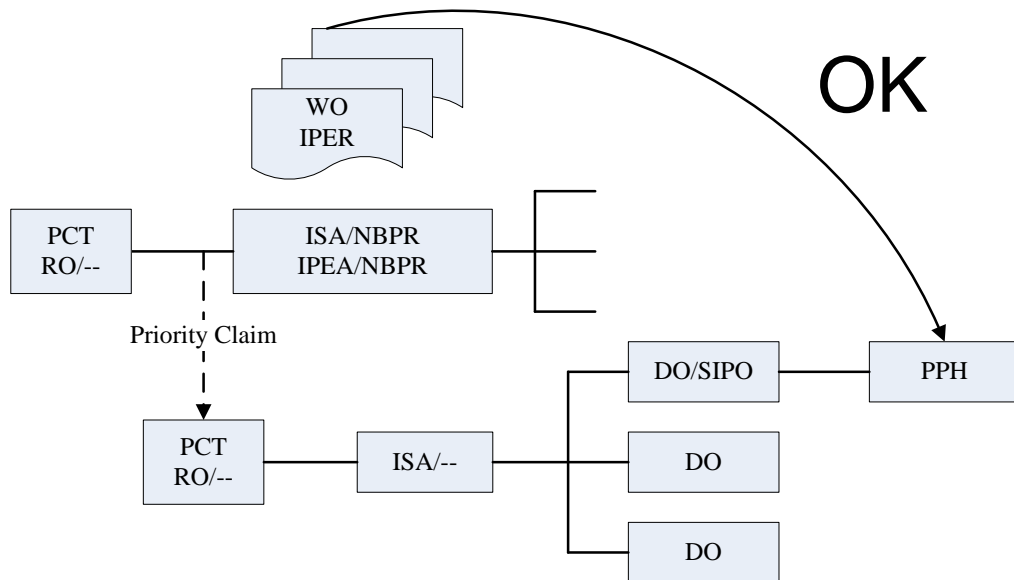 OK
WO
IPER
PCT
RO/--
ISA/NBPR
IPEA/NBPR
Priority Claim
DO/SIPO
PPH
PCT
RO/--
ISA/--
DO
DO